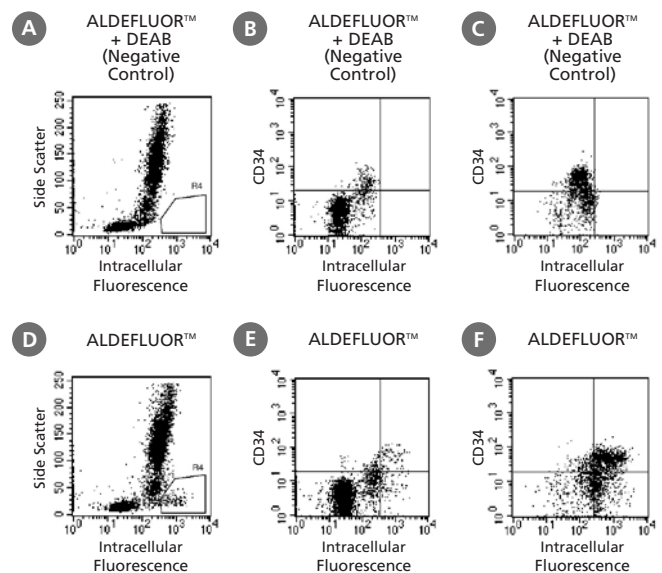 A
ALDEFLUOR™
+ DEAB
(Negative
Control)
Side Scatter
250
200
150
100
50
0
R4
10⁰ 10¹ 10² 10³ 10⁴
Intracellular
Fluorescence
B
ALDEFLUOR™
+ DEAB
(Negative
Control)
CD34
10⁴
10³
10²
10¹
10⁰
10⁰ 10¹ 10² 10³ 10⁴
Intracellular
Fluorescence
C
ALDEFLUOR™
+ DEAB
(Negative
Control)
CD34
10⁴
10³
10²
10¹
10⁰
10⁰ 10¹ 10² 10³ 10⁴
Intracellular
Fluorescence
D
ALDEFLUOR™
Side Scatter
250
200
150
100
50
0
R4
10⁰ 10¹ 10² 10³ 10⁴
Intracellular
Fluorescence
E
ALDEFLUOR™
CD34
10⁴
10³
10²
10¹
10⁰
10⁰ 10¹ 10² 10³ 10⁴
Intracellular
Fluorescence
F
ALDEFLUOR™
CD34
10⁴
10³
10²
10¹
10⁰
10⁰ 10¹ 10² 10³ 10⁴
Intracellular
Fluorescence